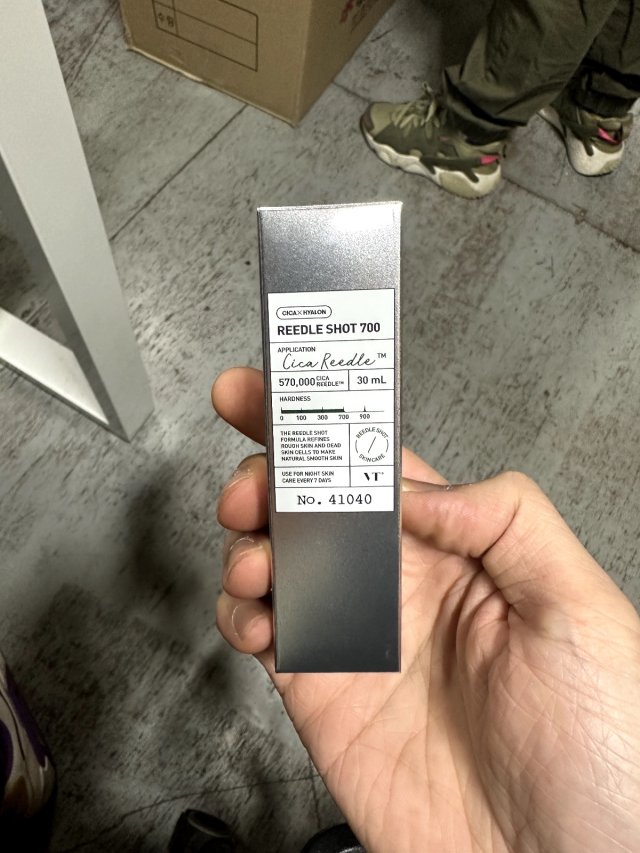 CICA×HYALON
REEDLE SHOT 700
APPLICATION
Cica Reedle™
570,000 CICA REEDLE™ 30 mL
HARDNESS
0 100 300 700 900
THE REEDLE SHOT
FORMULA REFINES
ROUGH SKIN AND DEAD
SKIN CELLS TO MAKE
NATURAL SMOOTH SKIN
REEDLE SHOT
SKINCARE
USE FOR NIGHT SKIN
CARE EVERY 7 DAYS
VT
No. 41040